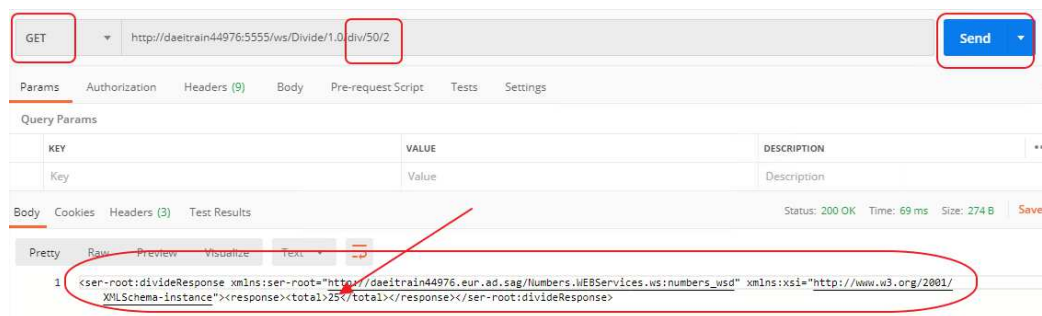 GET http://daeitrain44976:5555/ws/Divide/1.0/div/50/2 Send
Params Authorization Headers (9) Body Pre-request Script Tests Settings
Query Params
KEY VALUE DESCRIPTION
Key Value Description
Body Cookies Headers (3) Test Results Status: 200 OK Time: 69 ms Size: 274 B Save
Pretty Raw Preview Visualize Text
1 <ser-root:divideResponse xmlns:ser-root="http://daeitrain44976.eur.ad.sag/Numbers.WEBServices.ws:numbers_wsd" xmlns:xsi="http://www.w3.org/2001/
XMLSchema-instance"><response><total>25</total></response></ser-root:divideResponse>